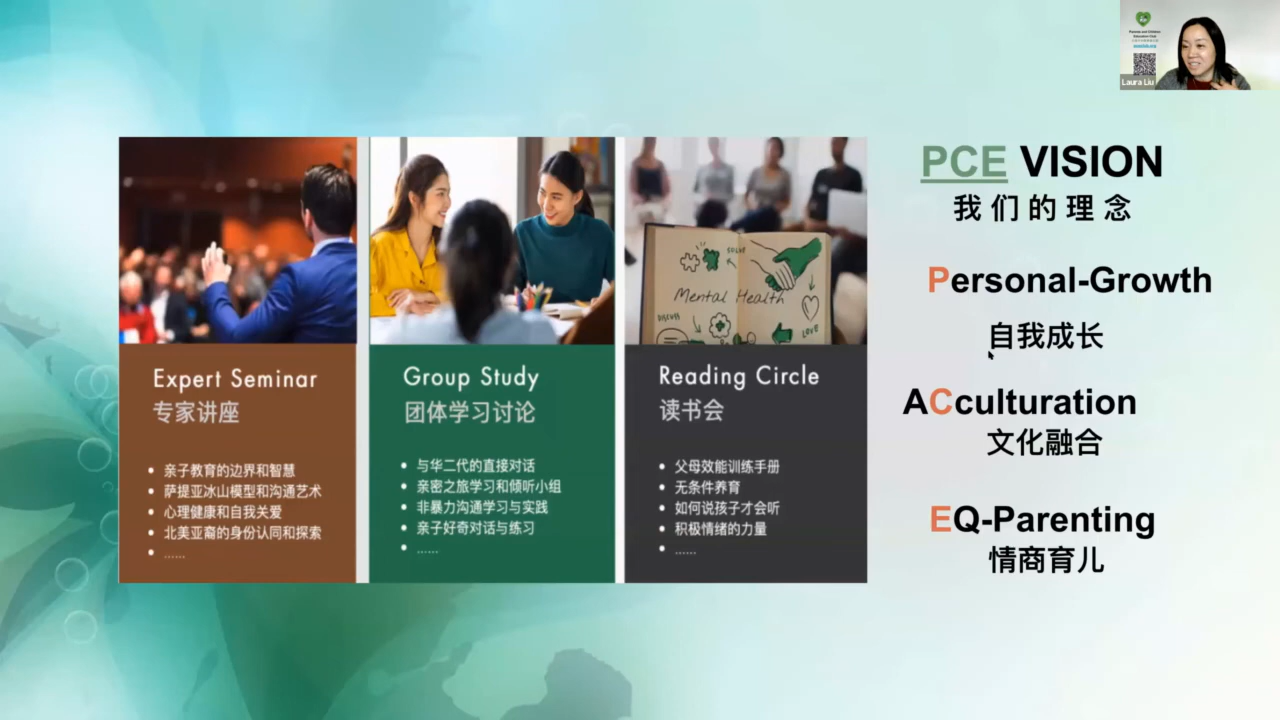 Parents and Children
Education Visit
Laura Liu
PCE VISION
我们的理念
Personal-Growth
自我成长
ACculturation
文化融合
EQ-Parenting
情商育儿
Expert Seminar
专家讲座
• 亲子教育的边界和智慧
• 萨提亚冰山模型和沟通艺术
• 心理健康和自我关爱
• 北美亚裔的身份认同和探索
• ……
Group Study
团体学习讨论
• 与华二代的直接对话
• 亲密之旅学习和倾听小组
• 非暴力沟通学习与实践
• 亲子好奇对话与练习
• ……
SOLVE
Mental Health
DISCUSS
LOVE
Reading Circle
读书会
• 父母效能训练手册
• 无条件养育
• 如何说孩子才会听
• 积极情绪的力量
• ……